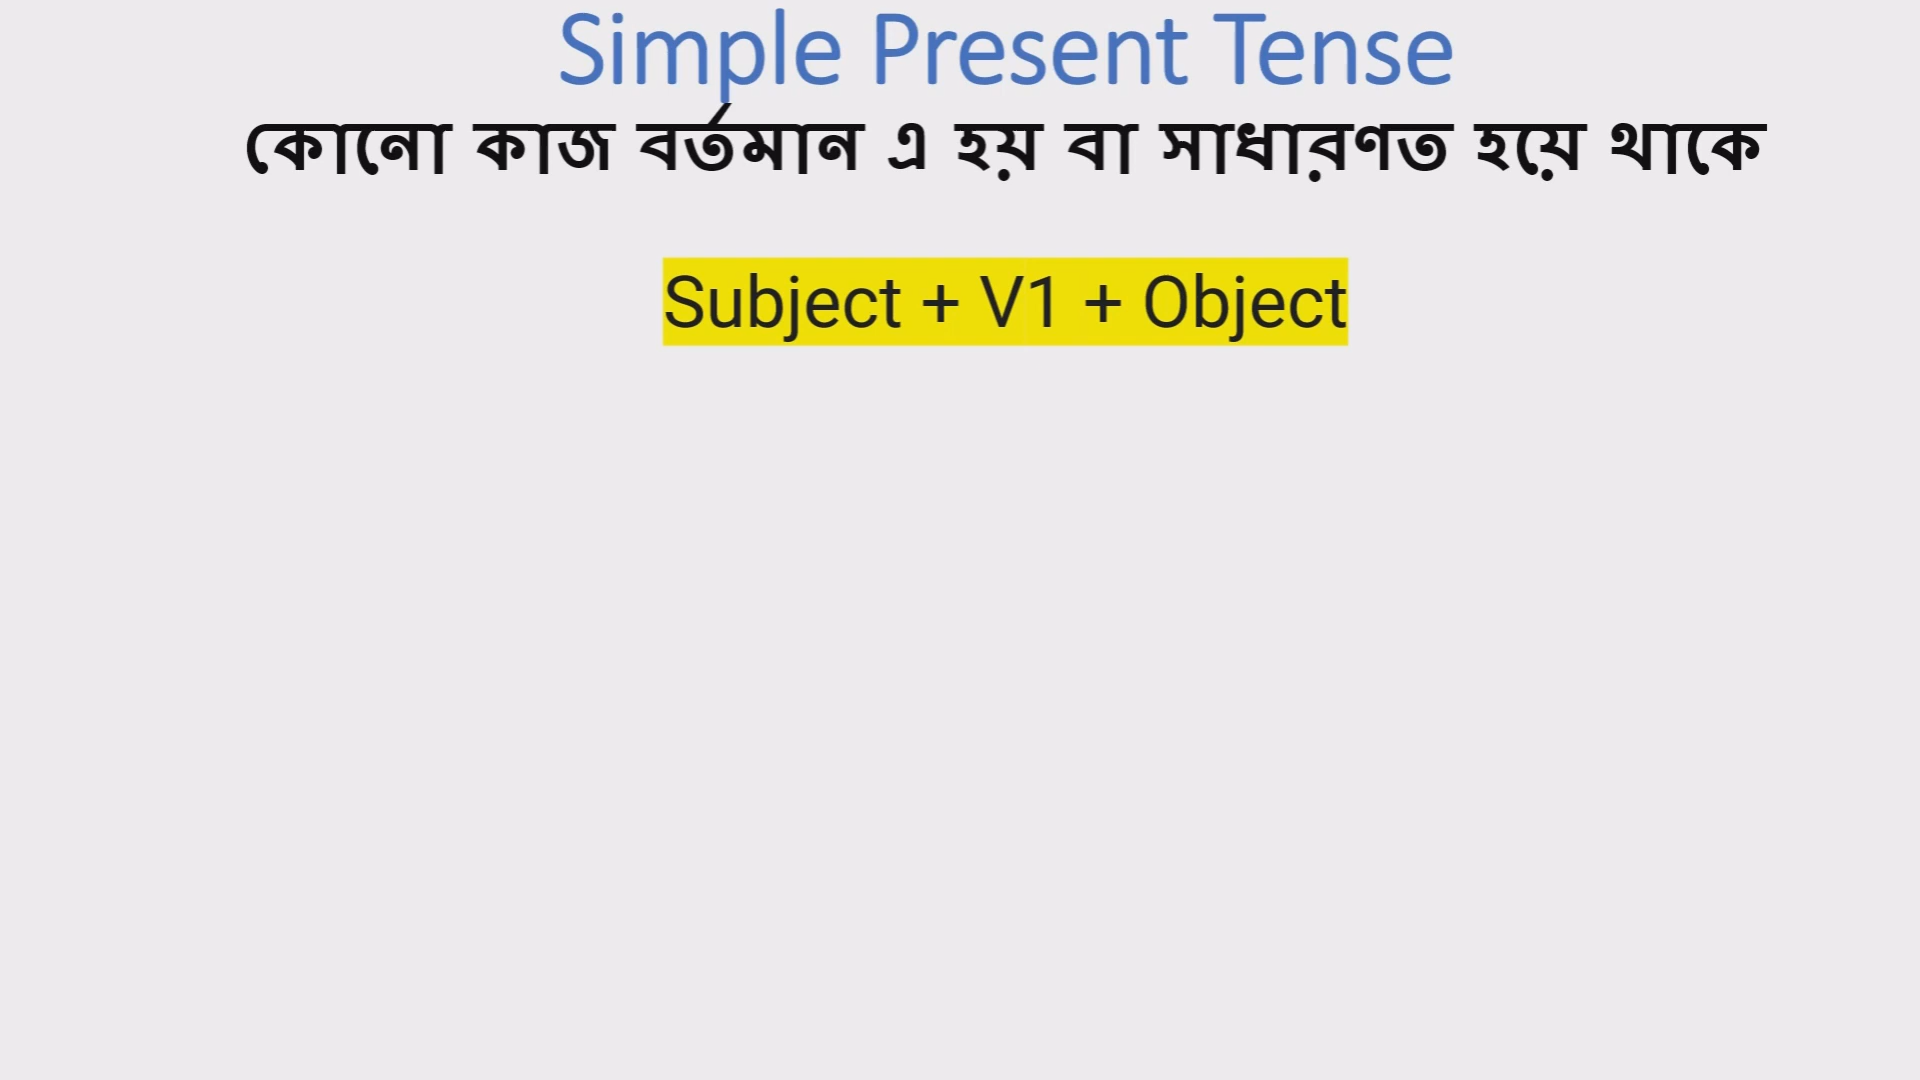 Simple Present Tense
কোনো কাজ বর্তমান এ হয় বা সাধারণত হয়ে থাকে
Subject + V1 + Object